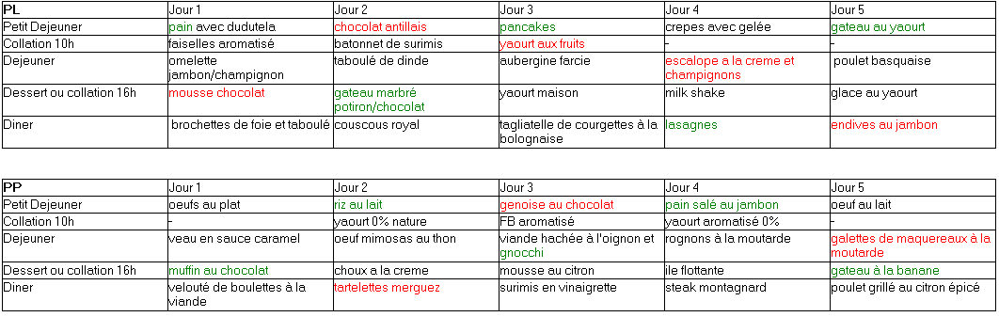 PL Jour 1 Jour 2 Jour 3 Jour 4 Jour 5
Petit Dejeuner pain avec dudutela chocolat antillais pancakes crepes avec gelée gateau au yaourt
Collation 10h faiselles aromatisé batonnet de surimis yaourt aux fruits - -
Dejeuner omelette taboulé de dinde aubergine farcie escalope a la creme et poulet basquaise
jambon/champignon champignons
Dessert ou collation 16h mousse chocolat gateau marbré yaourt maison milk shake glace au yaourt
potiron/chocolat
Diner brochettes de foie et taboulé couscous royal tagliatelle de courgettes à la lasagnes endives au jambon
bolognaise
PP Jour 1 Jour 2 Jour 3 Jour 4 Jour 5
Petit Dejeuner oeufs au plat riz au lait genoise au chocolat pain salé au jambon oeuf au lait
Collation 10h - yaourt 0% nature FB aromatisé yaourt aromatisé 0% -
Dejeuner veau en sauce caramel oeuf mimosas au thon viande hachée à l'oignon et rognons à la moutarde galettes de maquereaux à la
gnocchi moutarde
Dessert ou collation 16h muffin au chocolat choux a la creme mousse au citron ile flottante gateau à la banane
Diner velouté de boulettes à la tartelettes merguez surimis en vinaigrette steak montagnard poulet grillé au citron épicé
viande